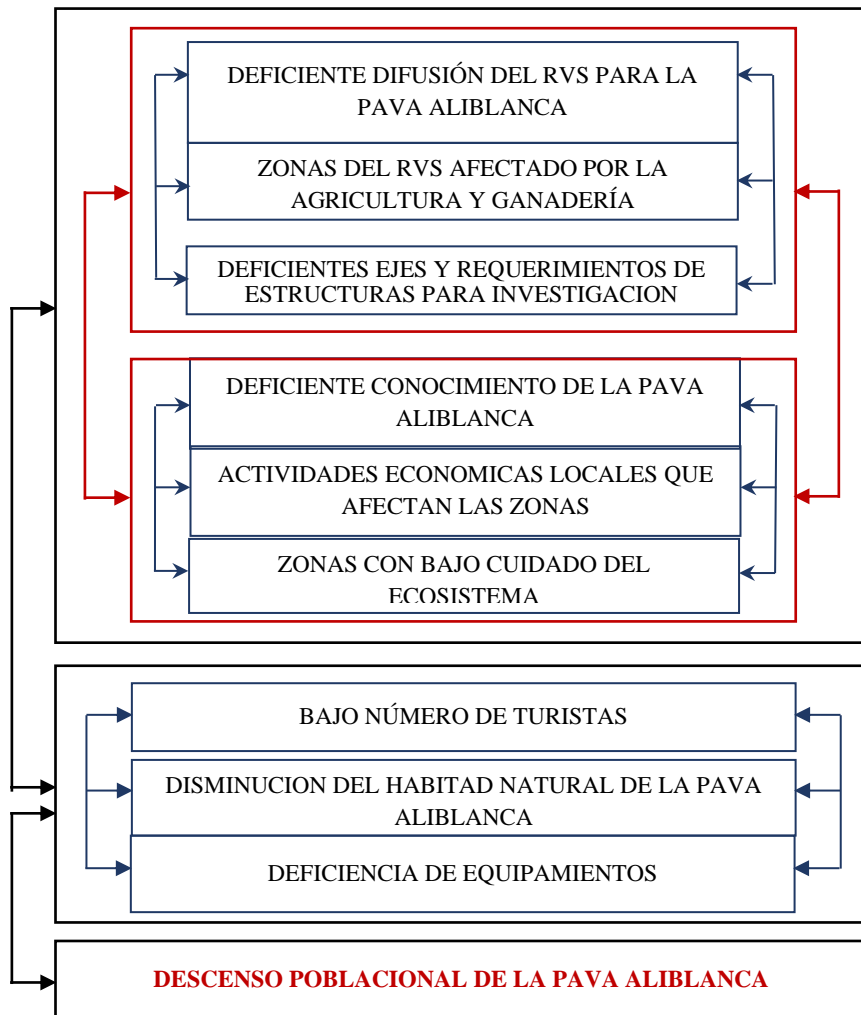 DEFICIENTE DIFUSIÓN DEL RVS PARA LA
PAVA ALIBLANCA
ZONAS DEL RVS AFECTADO POR LA
AGRICULTURA Y GANADERÍA
DEFICIENTES EJES Y REQUERIMIENTOS DE
ESTRUCTURAS PARA INVESTIGACION
DEFICIENTE CONOCIMIENTO DE LA PAVA
ALIBLANCA
ACTIVIDADES ECONOMICAS LOCALES QUE
AFECTAN LAS ZONAS
ZONAS CON BAJO CUIDADO DEL
ECOSISTEMA
BAJO NÚMERO DE TURISTAS
DISMINUCION DEL HABITAD NATURAL DE LA PAVA
ALIBLANCA
DEFICIENCIA DE EQUIPAMIENTOS
DESCENSO POBLACIONAL DE LA PAVA ALIBLANCA